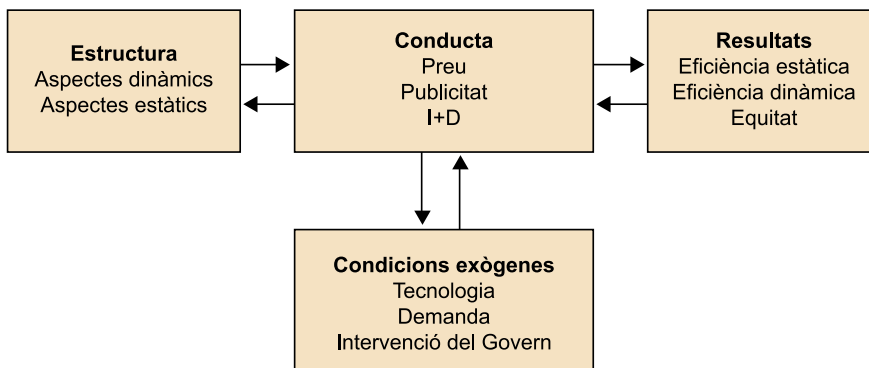 Estructura
Aspectes dinàmics
Aspectes estàtics
Conducta
Preu
Publicitat
I+D
Resultats
Eficiència estàtica
Eficiència dinàmica
Equitat
Condicions exògenes
Tecnologia
Demanda
Intervenció del Govern